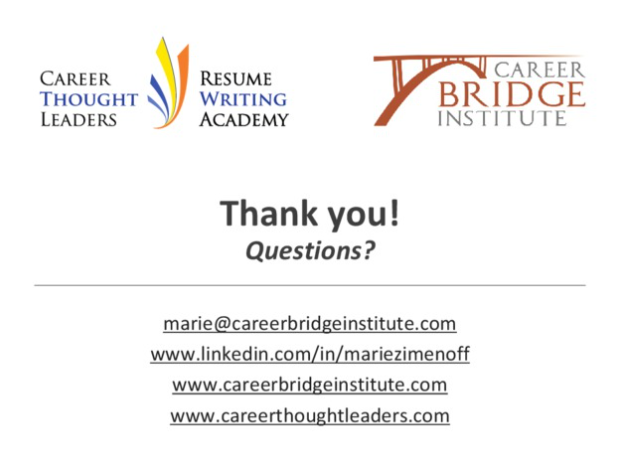 CAREER
THOUGHT
LEADERS
RESUME
WRITING
ACADEMY
CAREER
BRIDGE
INSTITUTE
Thank you!
Questions?
marie@careerbridgeinstitute.com
www.linkedin.com/in/mariezimenoff
www.careerbridgeinstitute.com
www.careerthoughtleaders.com